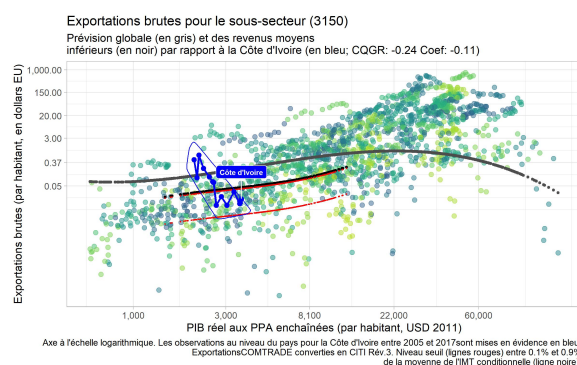 Exportations brutes pour le sous-secteur (3150)
Prévision globale (en gris) et des revenus moyens
inférieurs (en noir) par rapport à la Côte d'Ivoire (en bleu; CQGR: -0.24 Coef: -0.11)
Exportations brutes (par habitant, en dollars EU)
1,000.00
150.00
20.00
3.00
0.37
0.05
Côte d'Ivoire
1,000
3,000
8,100
22,000
60,000
PIB réel aux PPA enchaînées (par habitant, USD 2011)
Axe à l'échelle logarithmique. Les observations au niveau du pays pour la Côte d'Ivoire entre 2005 et 2017sont mises en évidence en bleu
ExportationsCOMTRADE converties en CITI Rév.3. Niveau seuil (lignes rouges) entre 0.1% et 0.9%
de la moyenne de l'IMT conditionnelle (ligne noire